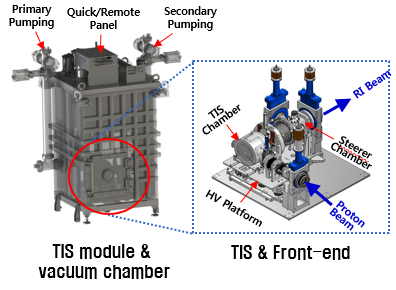 Primary
Pumping
Quick/Remote
Panel
Secondary
Pumping
TIS
Chamber
RI Beam
Steerer
Chamber
HV Platform
Proton
Beam
TIS module &
vacuum chamber
TIS & Front-end